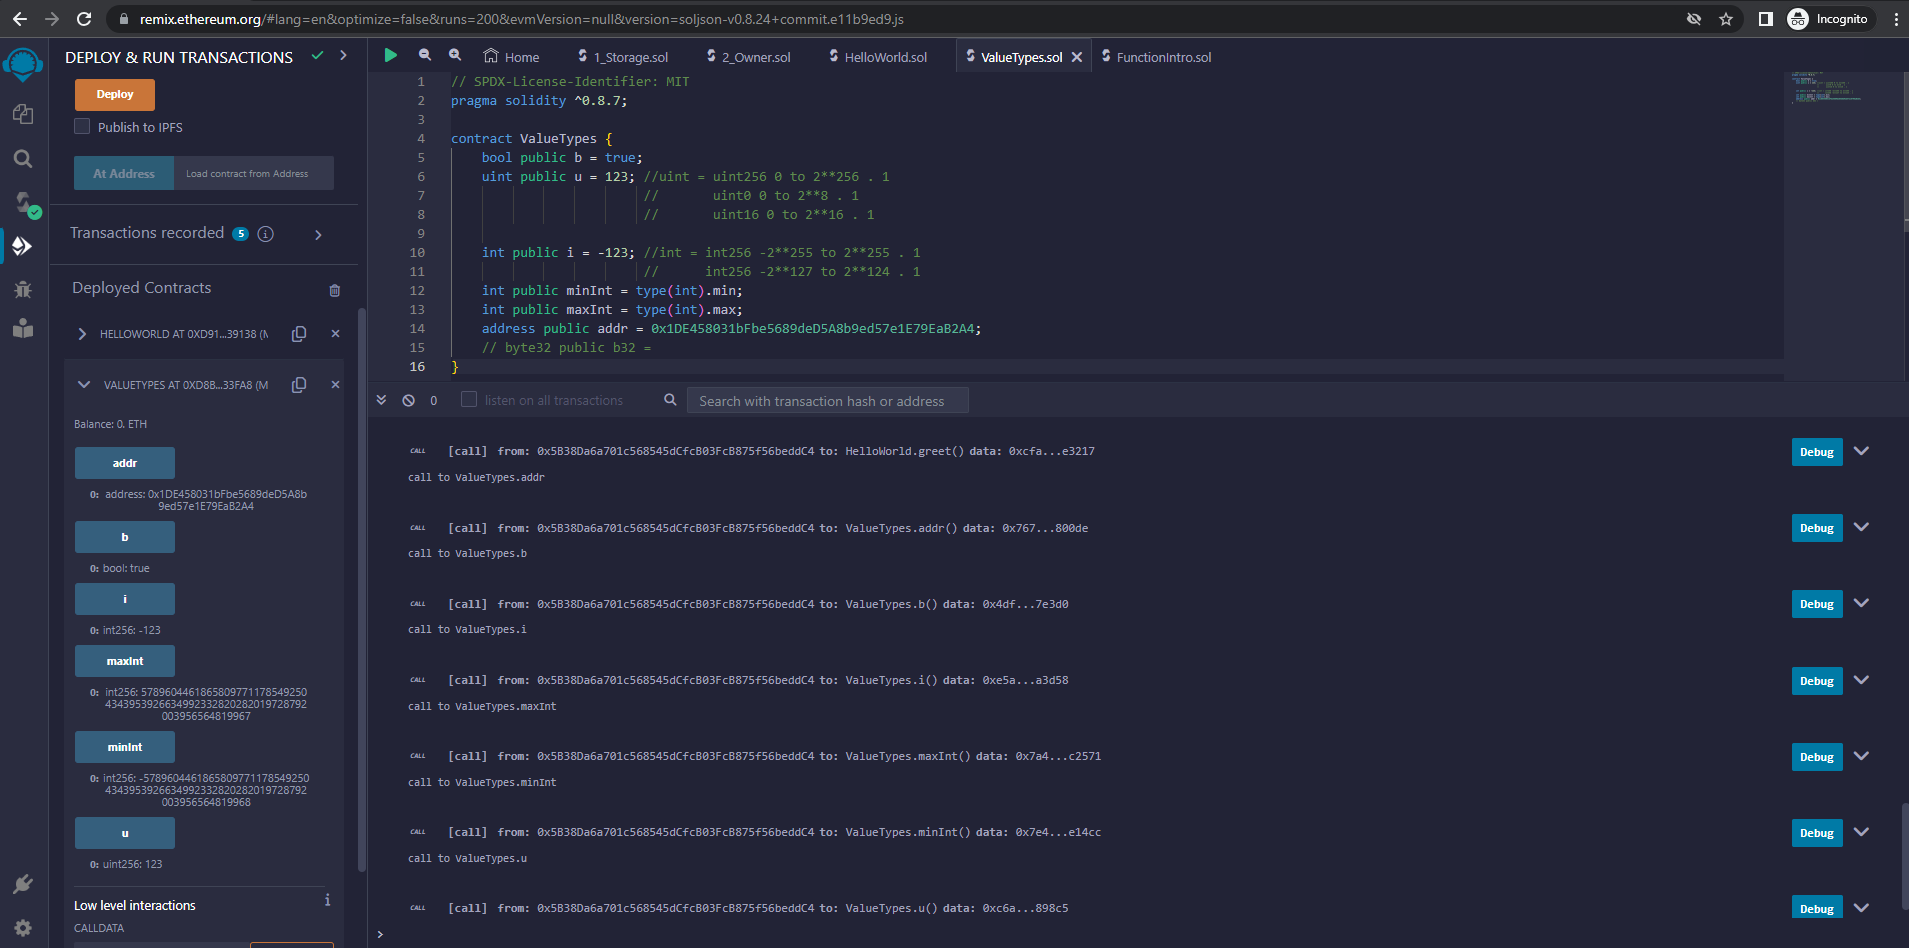 remix.ethereum.org/#lang=en&optimize=false&runs=200&evmVersion=null&version=soljson-v0.8.24+commit.e11b9ed9.js
Incognito
DEPLOY & RUN TRANSACTIONS
Deploy
Publish to IPFS
At Address
Load contract from Address
Transactions recorded 5 i
Deployed Contracts
HELLOWORLD AT 0XD91...39138 (M
VALUETYPES AT 0XD8B...33FA8 (M
Balance: 0. ETH
addr
0: address: 0x1DE458031bFbe5689deD5A8b
9ed57e1E79EaB2A4
b
0: bool: true
i
0: int256: -123
maxInt
0: int256: 5789604461865809771178549250
4343953926634992332820282019728792
003956564819967
minInt
0: int256: -5789604461865809771178549250
4343953926634992332820282019728792
003956564819968
u
0: uint256: 123
Low level interactions
i
CALLDATA
Home
1_Storage.sol
2_Owner.sol
HelloWorld.sol
ValueTypes.sol
FunctionIntro.sol
1 // SPDX-License-Identifier: MIT
2 pragma solidity ^0.8.7;
3
4 contract ValueTypes {
5 bool public b = true;
6 uint public u = 123; //uint = uint256 0 to 2**256 . 1
7 // uint0 0 to 2**8 . 1
8 // uint16 0 to 2**16 . 1
9
10 int public i = -123; //int = int256 -2**255 to 2**255 . 1
11 // int256 -2**127 to 2**124 . 1
12 int public minInt = type(int).min;
13 int public maxInt = type(int).max;
14 address public addr = 0x1DE458031bFbe5689deD5A8b9ed57e1E79EaB2A4;
15 // byte32 public b32 =
16 }
0
listen on all transactions
Search with transaction hash or address
CALL [call] from: 0x5B38Da6a701c568545dCfcB03FcB875f56beddC4 to: HelloWorld.greet() data: 0xcfa...e3217
Debug
call to ValueTypes.addr
CALL [call] from: 0x5B38Da6a701c568545dCfcB03FcB875f56beddC4 to: ValueTypes.addr() data: 0x767...800de
Debug
call to ValueTypes.b
CALL [call] from: 0x5B38Da6a701c568545dCfcB03FcB875f56beddC4 to: ValueTypes.b() data: 0x4df...7e3d0
Debug
call to ValueTypes.i
CALL [call] from: 0x5B38Da6a701c568545dCfcB03FcB875f56beddC4 to: ValueTypes.i() data: 0xe5a...a3d58
Debug
call to ValueTypes.maxInt
CALL [call] from: 0x5B38Da6a701c568545dCfcB03FcB875f56beddC4 to: ValueTypes.maxInt() data: 0x7a4...c2571
Debug
call to ValueTypes.minInt
CALL [call] from: 0x5B38Da6a701c568545dCfcB03FcB875f56beddC4 to: ValueTypes.minInt() data: 0x7e4...e14cc
Debug
call to ValueTypes.u
CALL [call] from: 0x5B38Da6a701c568545dCfcB03FcB875f56beddC4 to: ValueTypes.u() data: 0xc6a...898c5
Debug
>